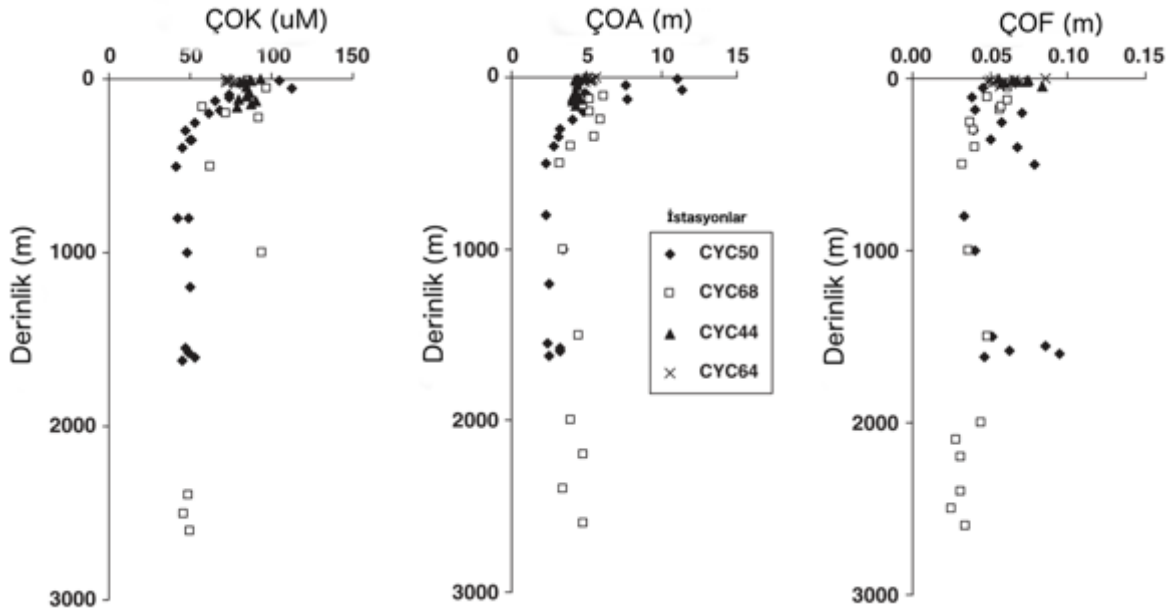 ÇOK (uM)
0 50 100 150
0
1000
2000
3000
Derinlik (m)
ÇOA (m)
0 5 10 15
0
1000
2000
3000
Derinlik (m)
İstasyonlar
CYC50
CYC68
CYC44
CYC64
ÇOF (m)
0.00 0.05 0.10 0.15
0
1000
2000
3000
Derinlik (m)